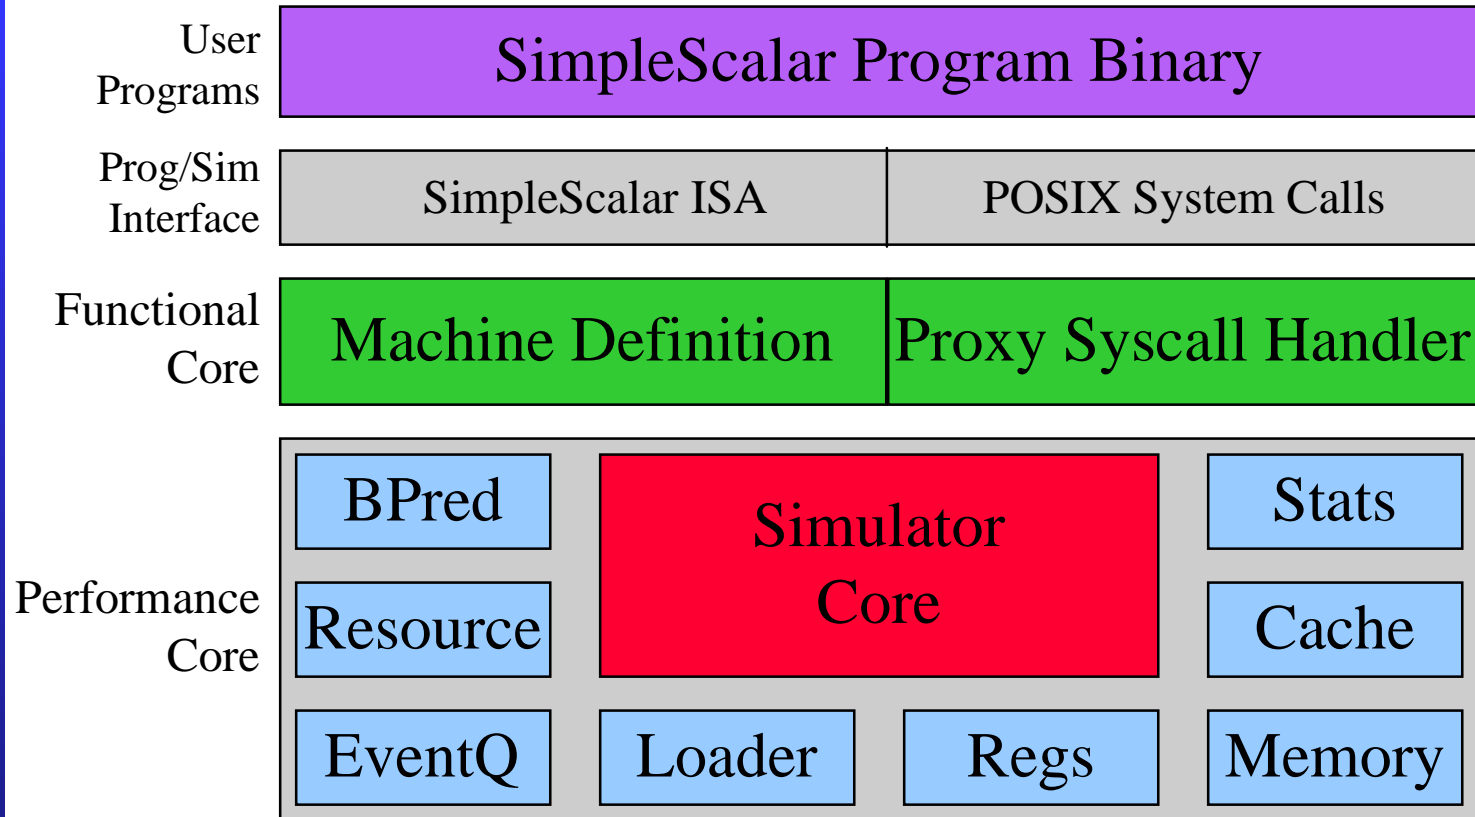 User
Programs
SimpleScalar Program Binary
Prog/Sim
Interface
SimpleScalar ISA
POSIX System Calls
Functional
Core
Machine Definition
Proxy Syscall Handler
Performance
Core
BPred
Simulator
Core
Stats
Resource
Cache
EventQ
Loader
Regs
Memory